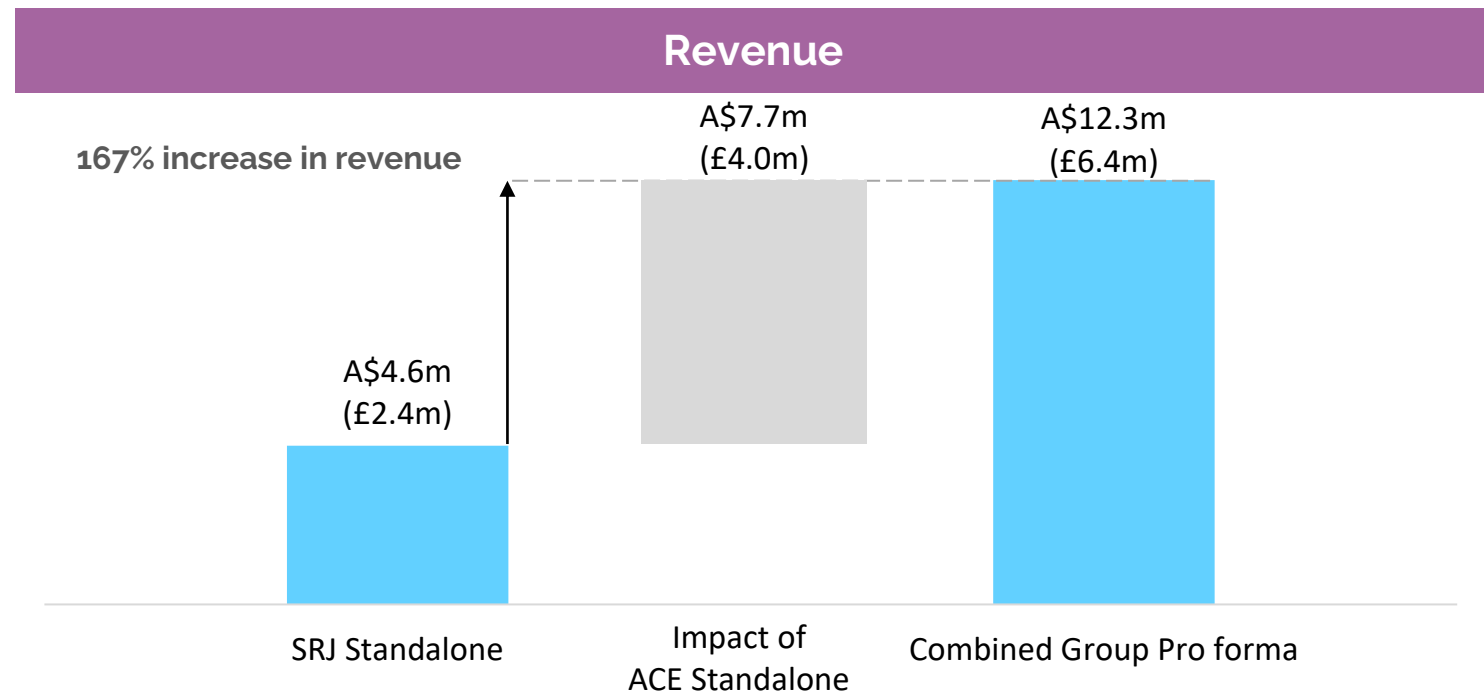 Revenue
167% increase in revenue
A$4.6m
(£2.4m)
A$7.7m
(£4.0m)
A$12.3m
(£6.4m)
SRJ Standalone
Impact of
ACE Standalone
Combined Group Pro forma